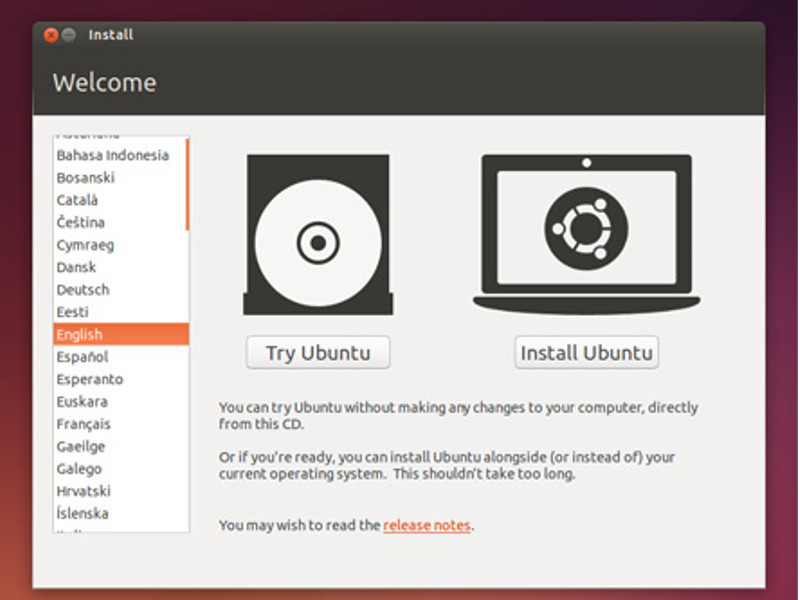 Install
Welcome
Bahasa Indonesia
Bosanski
Català
Čeština
Cymraeg
Dansk
Deutsch
Eesti
English
Español
Esperanto
Euskara
Français
Gaeilge
Galego
Hrvatski
Íslenska
Try Ubuntu
Install Ubuntu
You can try Ubuntu without making any changes to your computer, directly
from this CD.
Or if you're ready, you can install Ubuntu alongside (or instead of) your
current operating system. This shouldn't take too long.
You may wish to read the release notes.